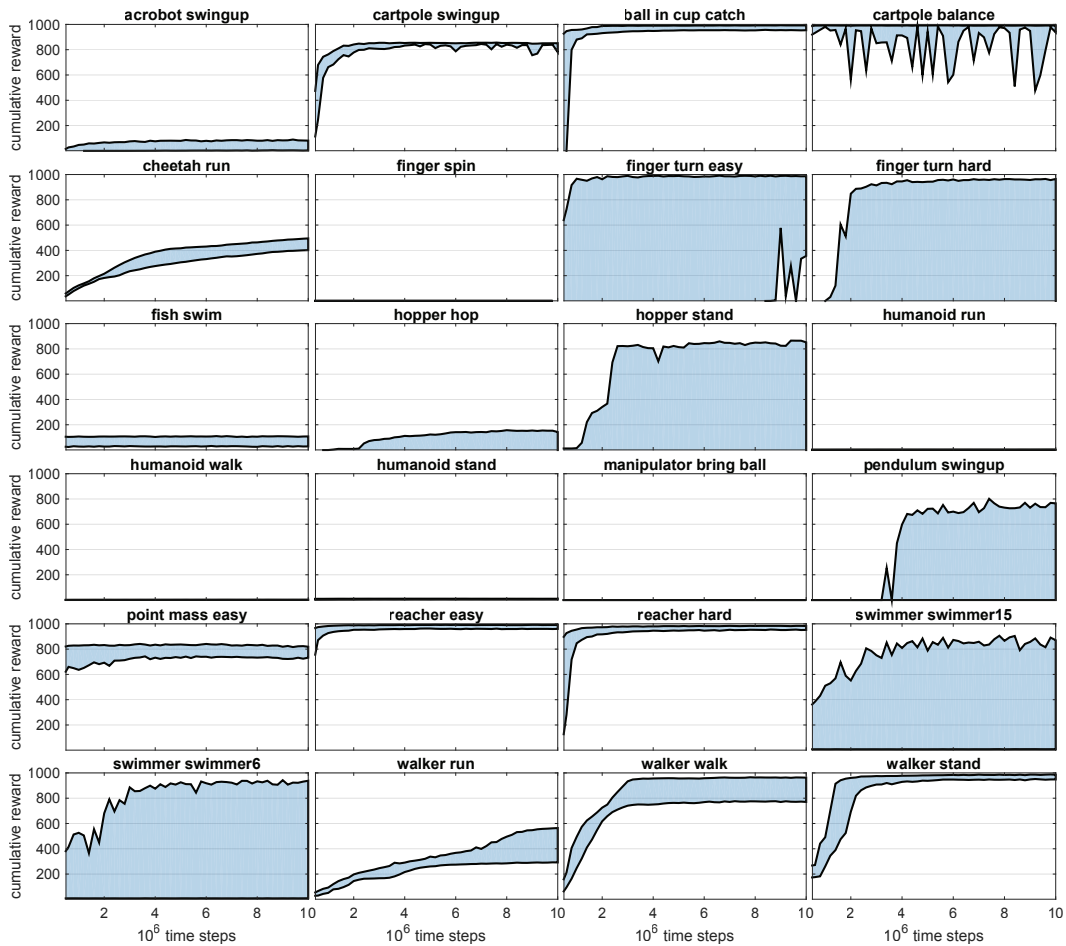 acrobot swingup cartpole swingup ball in cup catch cartpole balance
cumulative reward
1000
800
600
400
200
cheetah run finger spin finger turn easy finger turn hard
cumulative reward
1000
800
600
400
200
fish swim hopper hop hopper stand humanoid run
cumulative reward
1000
800
600
400
200
humanoid walk humanoid stand manipulator bring ball pendulum swingup
cumulative reward
1000
800
600
400
200
point mass easy reacher easy reacher hard swimmer swimmer15
cumulative reward
1000
800
600
400
200
swimmer swimmer6 walker run walker walk walker stand
cumulative reward
1000
800
600
400
200
2 4 6 8 10 2 4 6 8 10 2 4 6 8 10 2 4 6 8 10
10⁶ time steps 10⁶ time steps 10⁶ time steps 10⁶ time steps